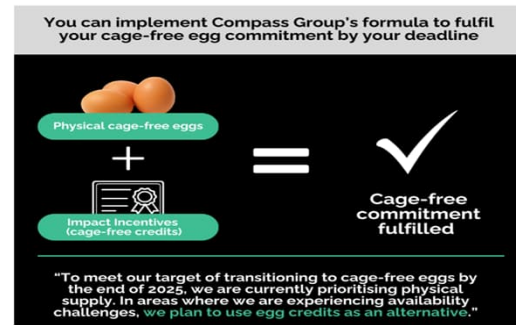 You can implement Compass Group's formula to fulfil
your cage-free egg commitment by your deadline
Physical cage-free eggs
+
Impact Incentives
(cage-free credits)
=
Cage-free
commitment
fulfilled
"To meet our target of transitioning to cage-free eggs by
the end of 2025, we are currently prioritising physical
supply. In areas where we are experiencing availability
challenges, we plan to use egg credits as an alternative."